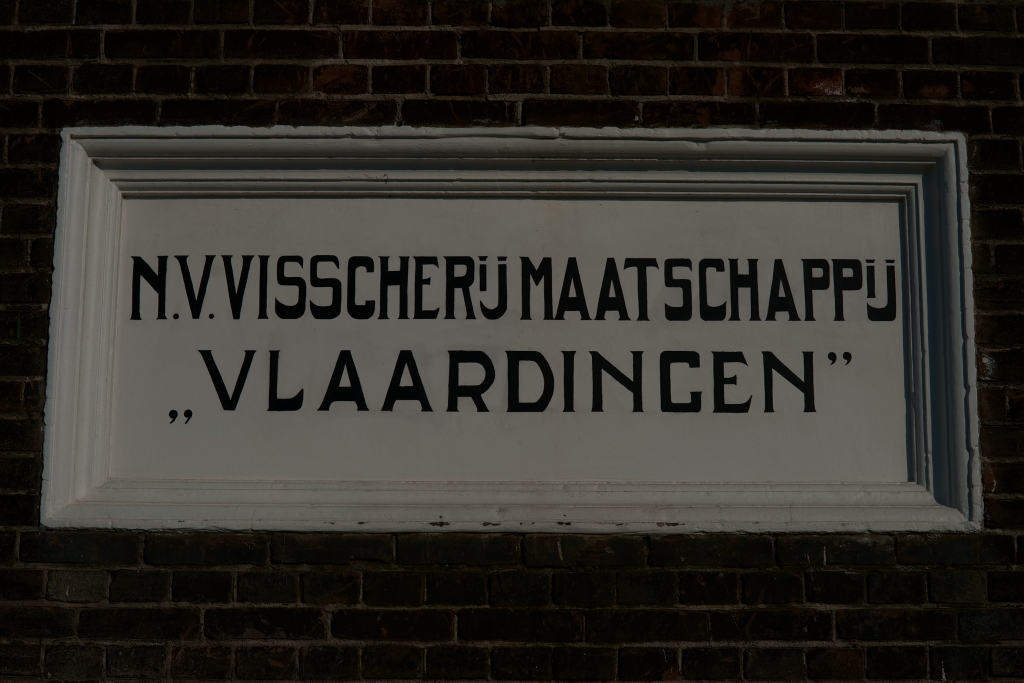 N.V. VISSCHERIJ MAATSCHAPPIJ
„VLAARDINGEN”